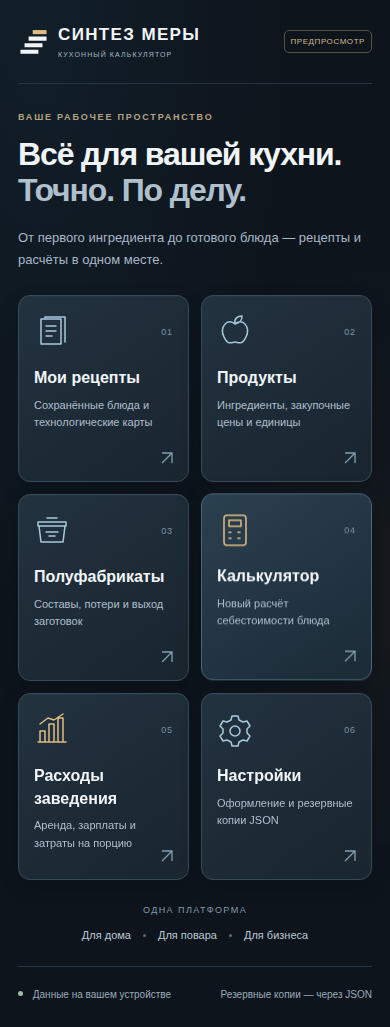 СИНТЕЗ МЕРЫ
КУХОННЫЙ КАЛЬКУЛЯТОР
ПРЕДПРОСМОТР
ВАШЕ РАБОЧЕЕ ПРОСТРАНСТВО
Всё для вашей кухни.
Точно. По делу.
От первого ингредиента до готового блюда — рецепты и
расчёты в одном месте.
01
Мои рецепты
Сохранённые блюда и
технологические карты
02
Продукты
Ингредиенты, закупочные
цены и единицы
03
Полуфабрикаты
Составы, потери и выход
заготовок
04
Калькулятор
Новый расчёт
себестоимости блюда
05
Расходы
заведения
Аренда, зарплаты и
затраты на порцию
06
Настройки
Оформление и резервные
копии JSON
ОДНА ПЛАТФОРМА
Для дома • Для повара • Для бизнеса
Данные на вашем устройстве
Резервные копии — через JSON